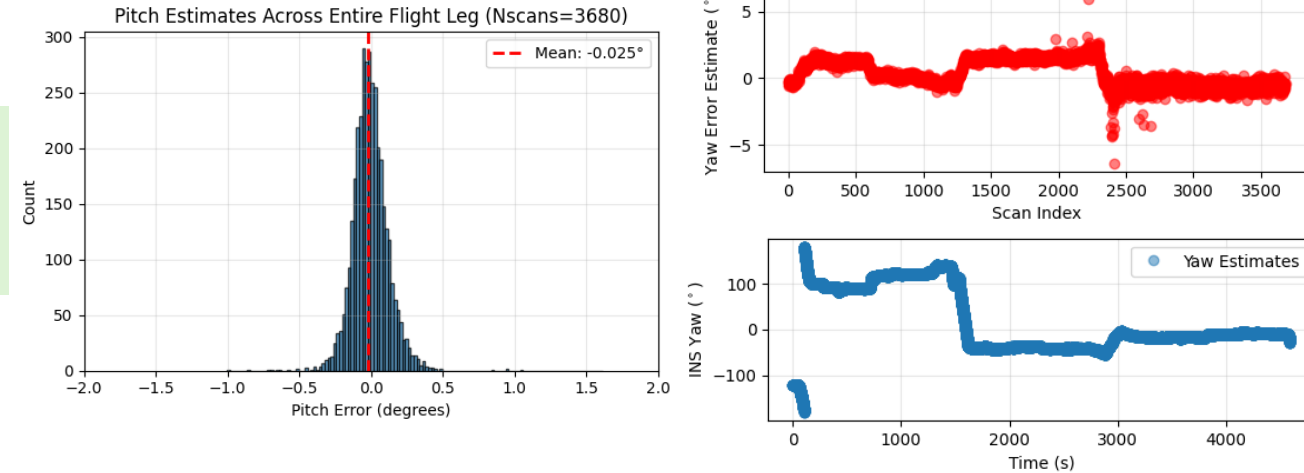 Pitch Estimates Across Entire Flight Leg (Nscans=3680)
300
250
200
150
100
50
0
Count
Mean: -0.025°
−2.0 −1.5 −1.0 −0.5 0.0 0.5 1.0 1.5 2.0
Pitch Error (degrees)
Yaw Error Estimate (°
5
0
−5
0 500 1000 1500 2000 2500 3000 3500
Scan Index
INS Yaw (°)
100
0
−100
Yaw Estimates
0 1000 2000 3000 4000
Time (s)